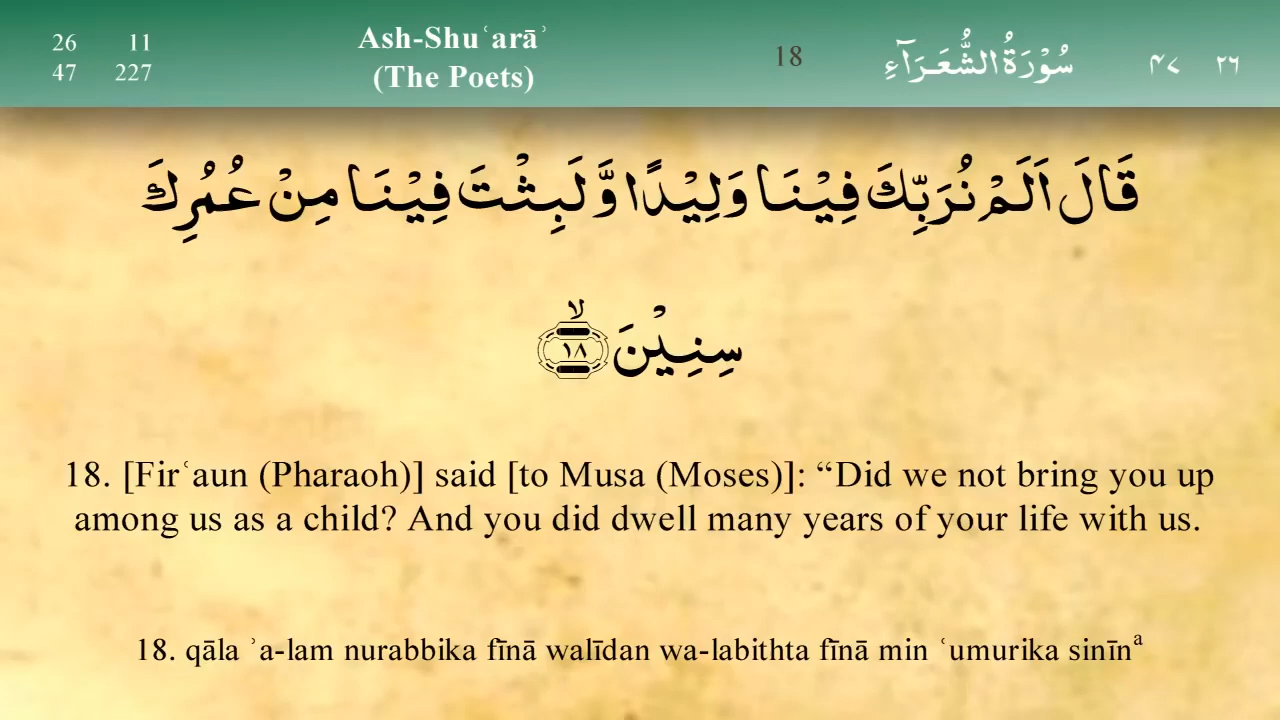 26 11
47 227
Ash-Shuʿarāʾ
(The Poets)
18
سُوْرَةُ الشُّعَرَآءِ
٤٧ ٢٦
قَالَ اَلَمْ نُرَبِّكَ فِيْنَا وَلِيْدًا وَّلَبِثْتَ فِيْنَا مِنْ عُمُرِكَ
سِنِيْنَ ۙ ١٨
18. [Firʿaun (Pharaoh)] said [to Musa (Moses)]: “Did we not bring you up
among us as a child? And you did dwell many years of your life with us.
18. qāla ʾa-lam nurabbika fīnā walīdan wa-labithta fīnā min ʿumurika sinīnᵃ